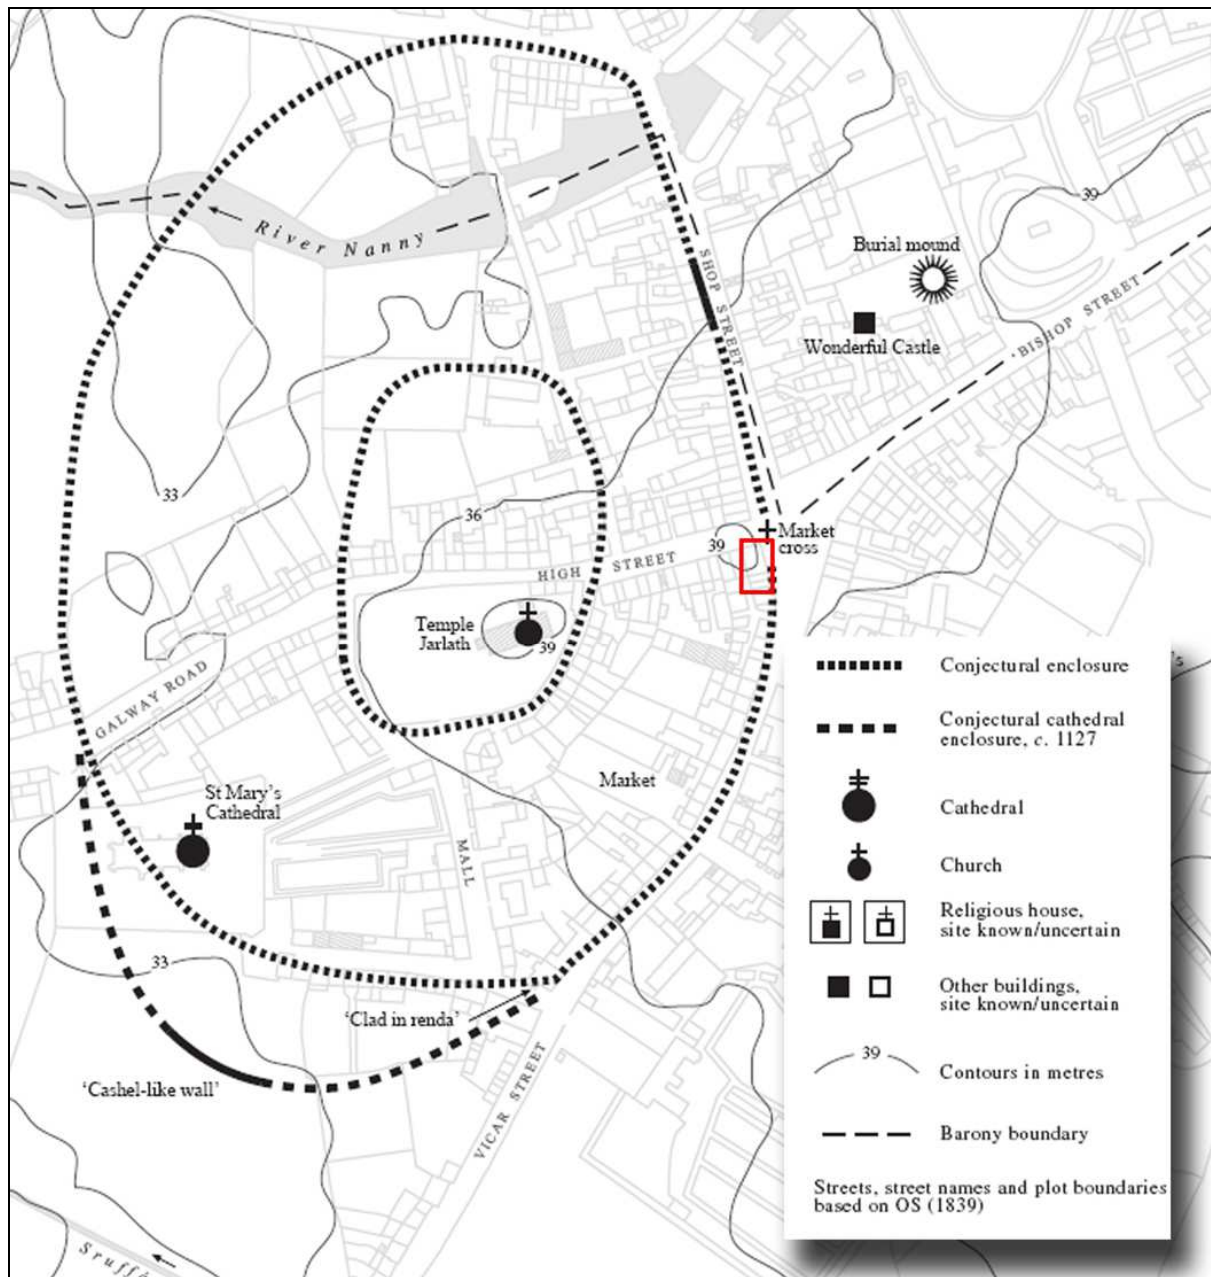 39
Burial mound
River Nanny
SHOP STREET
BISHOP STREET
Wonderful Castle
33
36
Market
cross
39
HIGH STREET
Temple
Jarlath
39
GALWAY ROAD
Market
St Mary's
Cathedral
MALL
33
'Clad in renda'
'Cashel-like wall'
VICAR STREET
Conjectural enclosure
Conjectural cathedral
enclosure, c. 1127
Cathedral
Church
Religious house,
site known/uncertain
Other buildings,
site known/uncertain
39
Contours in metres
Barony boundary
Streets, street names and plot boundaries
based on OS (1839)